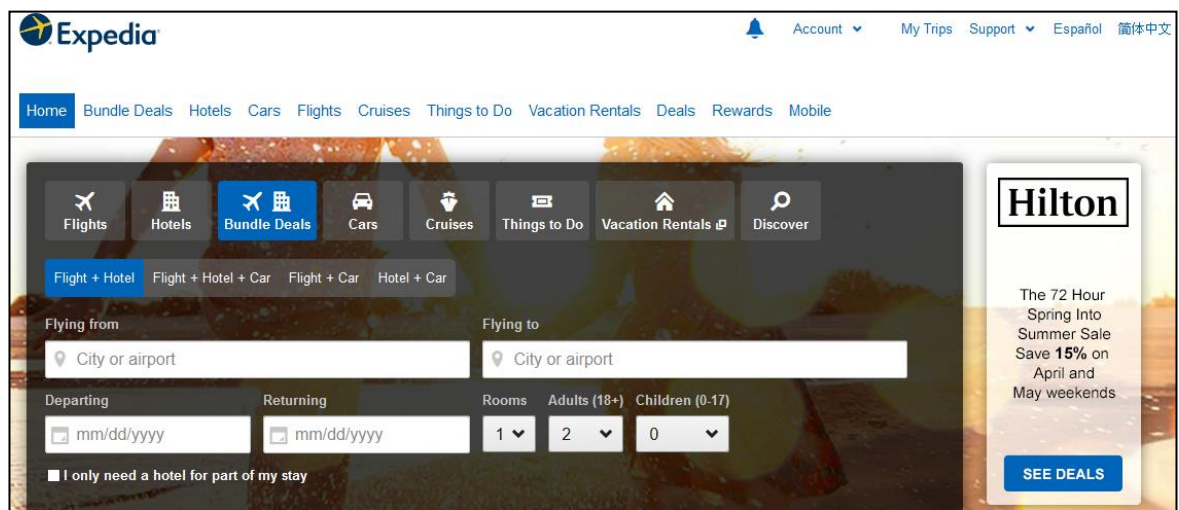 Expedia
Account My Trips Support Español 简体中文
Home Bundle Deals Hotels Cars Flights Cruises Things to Do Vacation Rentals Deals Rewards Mobile
Flights Hotels Bundle Deals Cars Cruises Things to Do Vacation Rentals Discover
Flight + Hotel Flight + Hotel + Car Flight + Car Hotel + Car
Flying from Flying to
City or airport City or airport
Departing Returning Rooms Adults (18+) Children (0-17)
mm/dd/yyyy mm/dd/yyyy 1 2 0
I only need a hotel for part of my stay
Hilton
The 72 Hour
Spring Into
Summer Sale
Save 15% on
April and
May weekends
SEE DEALS